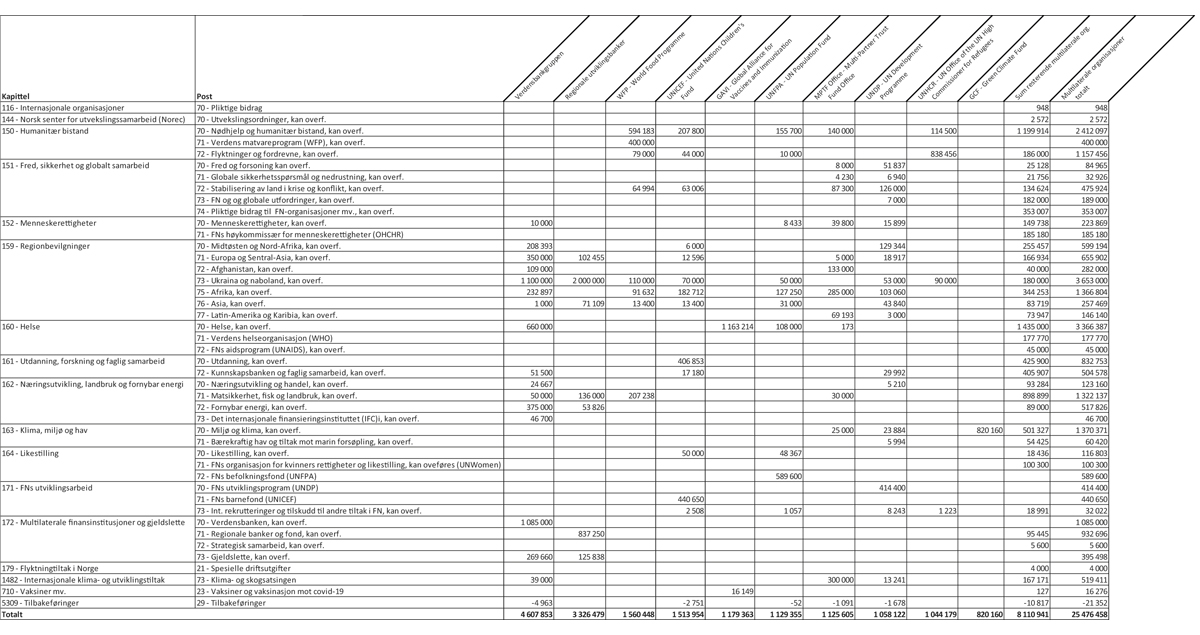 Kapittel Post Verdensbankgruppen Regionale utviklingsbanker WFP - World Food Programme UNICEF - United Nations Children's Fund GAVI - Global Alliance for Vaccines and Immunization UNFPA - UN Population Fund MPTF Office - Multi-Partner Trust Fund Office UNDP - UN Development Programme UNHCR - UN Office of the UN High Commissioner for Refugees GCF - Green Climate Fund Sum resterende multilaterale org. Multilaterale organisasjoner totalt
116 - Internasjonale organisasjoner 70 - Pliktige bidrag 948 948
144 - Norsk senter for utvekslingssamarbeid (Norec) 70 - Utvekslingsordninger, kan overf. 2 572 2 572
150 - Humanitær bistand 70 - Nødhjelp og humanitær bistand, kan overf. 594 183 207 800 155 700 140 000 114 500 1 199 914 2 412 097
71 - Verdens matvareprogram (WFP), kan overf. 400 000 400 000
72 - Flyktninger og fordrevne, kan overf. 79 000 44 000 10 000 838 456 186 000 1 157 456
151 - Fred, sikkerhet og globalt samarbeid 70 - Fred og forsoning kan overf. 8 000 51 837 25 128 84 965
71 - Globale sikkerhetsspørsmål og nedrustning, kan overf. 4 230 6 940 21 756 32 926
72 - Stabilisering av land i krise og konflikt, kan overf. 64 994 63 006 87 300 126 000 134 624 475 924
73 - FN og og globale utfordringer, kan overf. 7 000 182 000 189 000
74 - Pliktige bidrag til FN-organisasjoner mv., kan overf. 353 007 353 007
152 - Menneskerettigheter 70 - Menneskerettigheter, kan overf. 10 000 8 433 39 800 15 899 149 738 223 869
71 - FNs høykommissær for menneskerettigheter (OHCHR) 185 180 185 180
159 - Regionbevilgninger 70 - Midtøsten og Nord-Afrika, kan overf. 208 393 6 000 129 344 255 457 599 194
71 - Europa og Sentral-Asia, kan overf. 350 000 102 455 12 596 5 000 18 917 166 934 655 902
72 - Afghanistan, kan overf. 109 000 133 000 40 000 282 000
73 - Ukraina og naboland, kan overf. 1 100 000 2 000 000 110 000 70 000 50 000 53 000 90 000 180 000 3 653 000
75 - Afrika, kan overf. 232 897 91 632 182 712 127 250 285 000 103 060 344 253 1 366 804
76 - Asia, kan overf. 1 000 71 109 13 400 13 400 31 000 43 840 83 719 257 469
77 - Latin-Amerika og Karibia, kan overf. 69 193 3 000 73 947 146 140
160 - Helse 70 - Helse, kan overf. 660 000 1 163 214 108 000 173 1 435 000 3 366 387
71 - Verdens helseorganisasjon (WHO) 177 770 177 770
72 - FNs aidsprogram (UNAIDS), kan overf. 45 000 45 000
161 - Utdanning, forskning og faglig samarbeid 70 - Utdanning, kan overf. 406 853 425 900 832 753
72 - Kunnskapsbanken og faglig samarbeid, kan overf. 51 500 17 180 29 992 405 907 504 578
162 - Næringsutvikling, landbruk og fornybar energi 70 - Næringsutvikling og handel, kan overf. 24 667 5 210 93 284 123 160
71 - Matsikkerhet, fisk og landbruk, kan overf. 50 000 136 000 207 238 30 000 898 899 1 322 137
72 - Fornybar energi, kan overf. 375 000 53 826 89 000 517 826
73 - Det internasjonale finansieringsinstituttet (IFC)i, kan overf. 46 700 46 700
163 - Klima, miljø og hav 70 - Miljø og klima, kan overf. 25 000 23 884 820 160 501 327 1 370 371
71 - Bærekraftig hav og tiltak mot marin forsøpling, kan overf. 5 994 54 425 60 420
164 - Likestilling 70 - Likestilling, kan overf. 50 000 48 367 18 436 116 803
71 - FNs organisasjon for kvinners rettigheter og likestilling, kan oveføres (UNWomen) 100 300 100 300
72 - FNs befolkningsfond (UNFPA) 589 600 589 600
171 - FNs utviklingsarbeid 70 - FNs utviklingsprogram (UNDP) 414 400 414 400
71 - FNs barnefond (UNICEF) 440 650 440 650
73 - Int. rekrutteringer og tilskudd til andre tiltak i FN, kan overf. 2 508 1 057 8 243 1 223 18 991 32 022
172 - Multilaterale finansinstitusjoner og gjeldslette 70 - Verdensbanken, kan overf. 1 085 000 1 085 000
71 - Regionale banker og fond, kan overf. 837 250 95 445 932 696
72 - Strategisk samarbeid, kan overf. 5 600 5 600
73 - Gjeldslette, kan overf. 269 660 125 838 395 498
179 - Flyktningtiltak i Norge 21 - Spesielle driftsutgifter 4 000 4 000
1482 - Internasjonale klima- og utviklingstiltak 73 - Klima- og skogsatsingen 39 000 300 000 13 241 167 171 519 411
710 - Vaksiner mv. 23 - Vaksiner og vaksinasjon mot covid-19 16 149 127 16 276
5309 - Tilbakeføringer 29 - Tilbakeføringer -4 963 -2 751 -52 -1 091 -1 678 -10 817 -21 352
Totalt 4 607 853 3 326 479 1 560 448 1 513 954 1 179 363 1 129 355 1 125 605 1 058 122 1 044 179 820 160 8 110 941 25 476 458